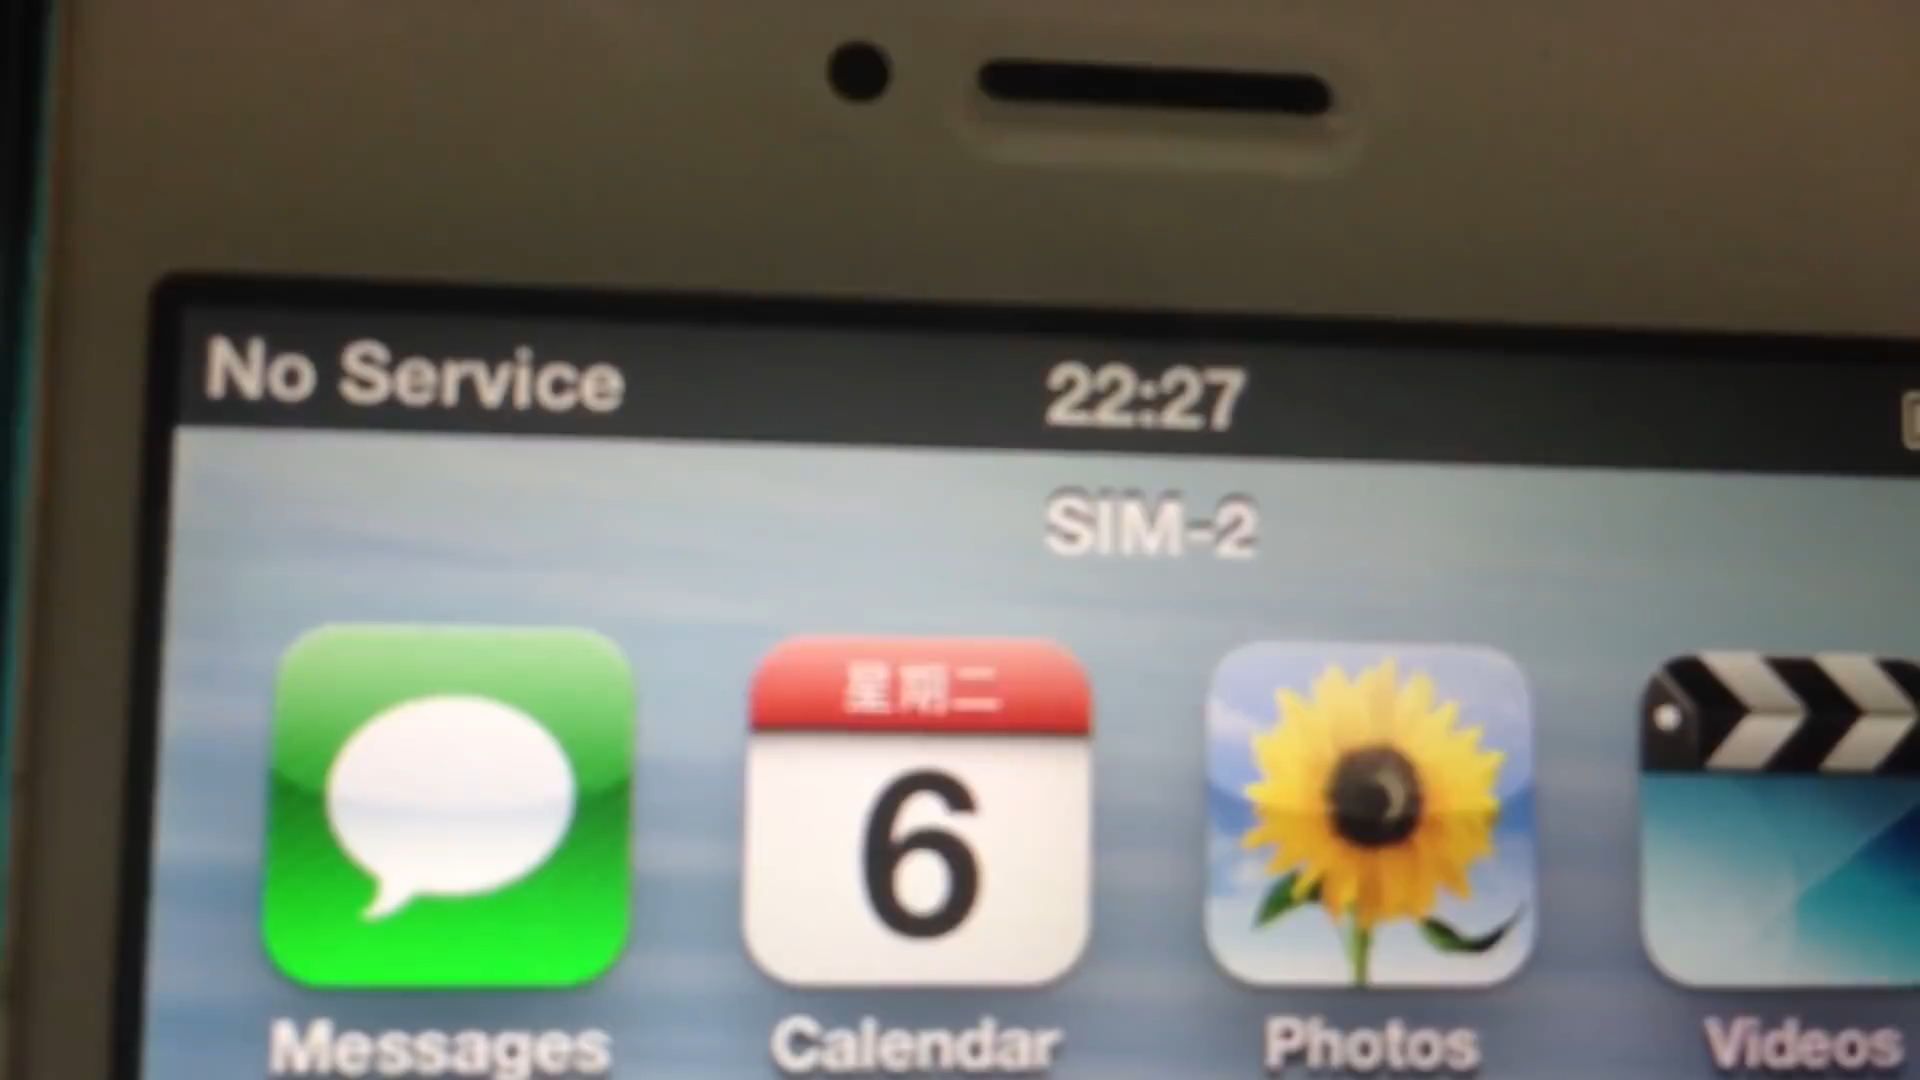 No Service 22:27
SIM-2
星期二
6
Messages Calendar Photos Videos